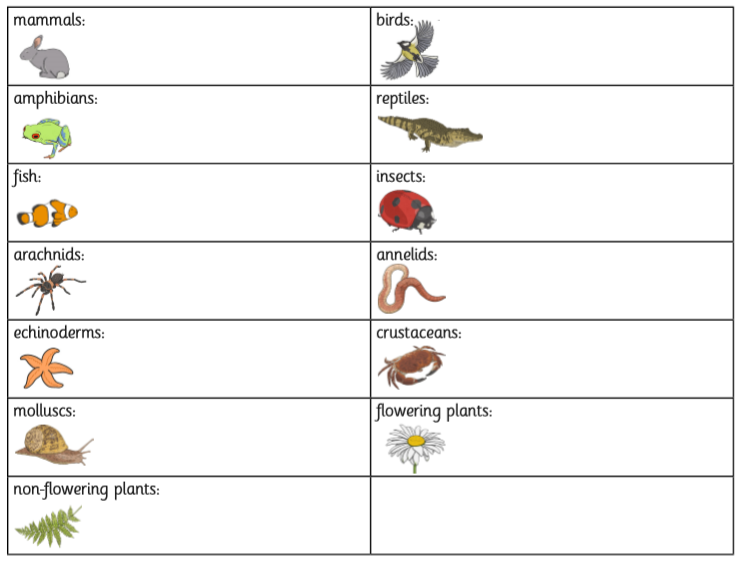 mammals:
birds:
amphibians:
reptiles:
fish:
insects:
arachnids:
annelids:
echinoderms:
crustaceans:
molluscs:
flowering plants:
non-flowering plants: